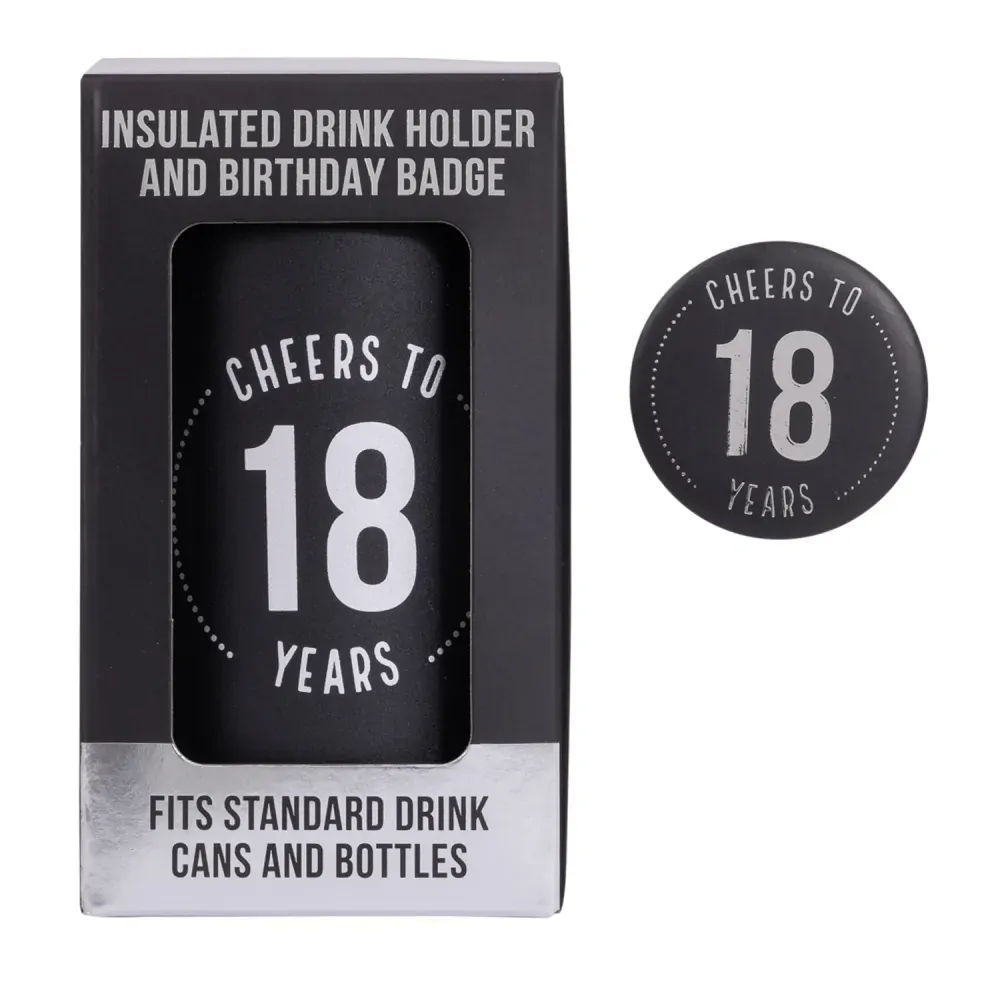 INSULATED DRINK HOLDER
AND BIRTHDAY BADGE
CHEERS TO
18
YEARS
FITS STANDARD DRINK
CANS AND BOTTLES
CHEERS TO
18
YEARS